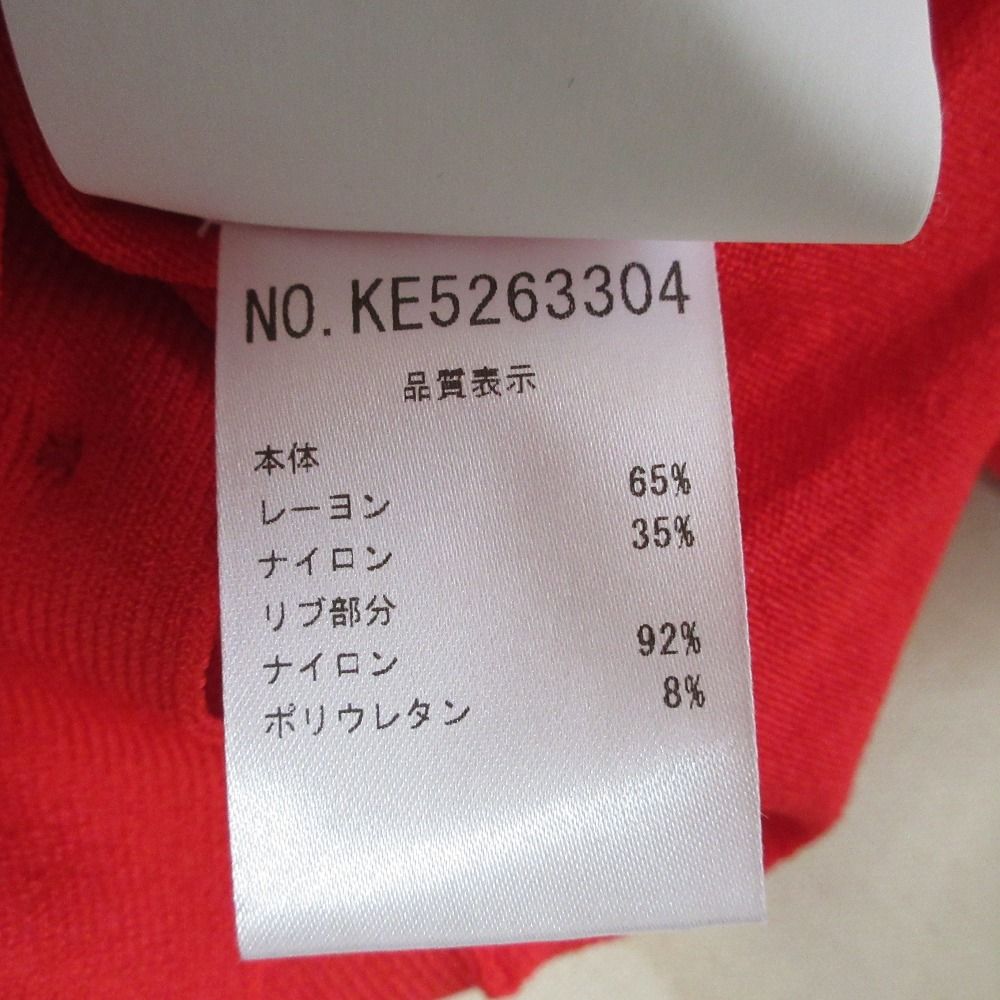 NO.KE5263304
品質表示
本体
レーヨン 65%
ナイロン 35%
リブ部分
ナイロン 92%
ポリウレタン 8%